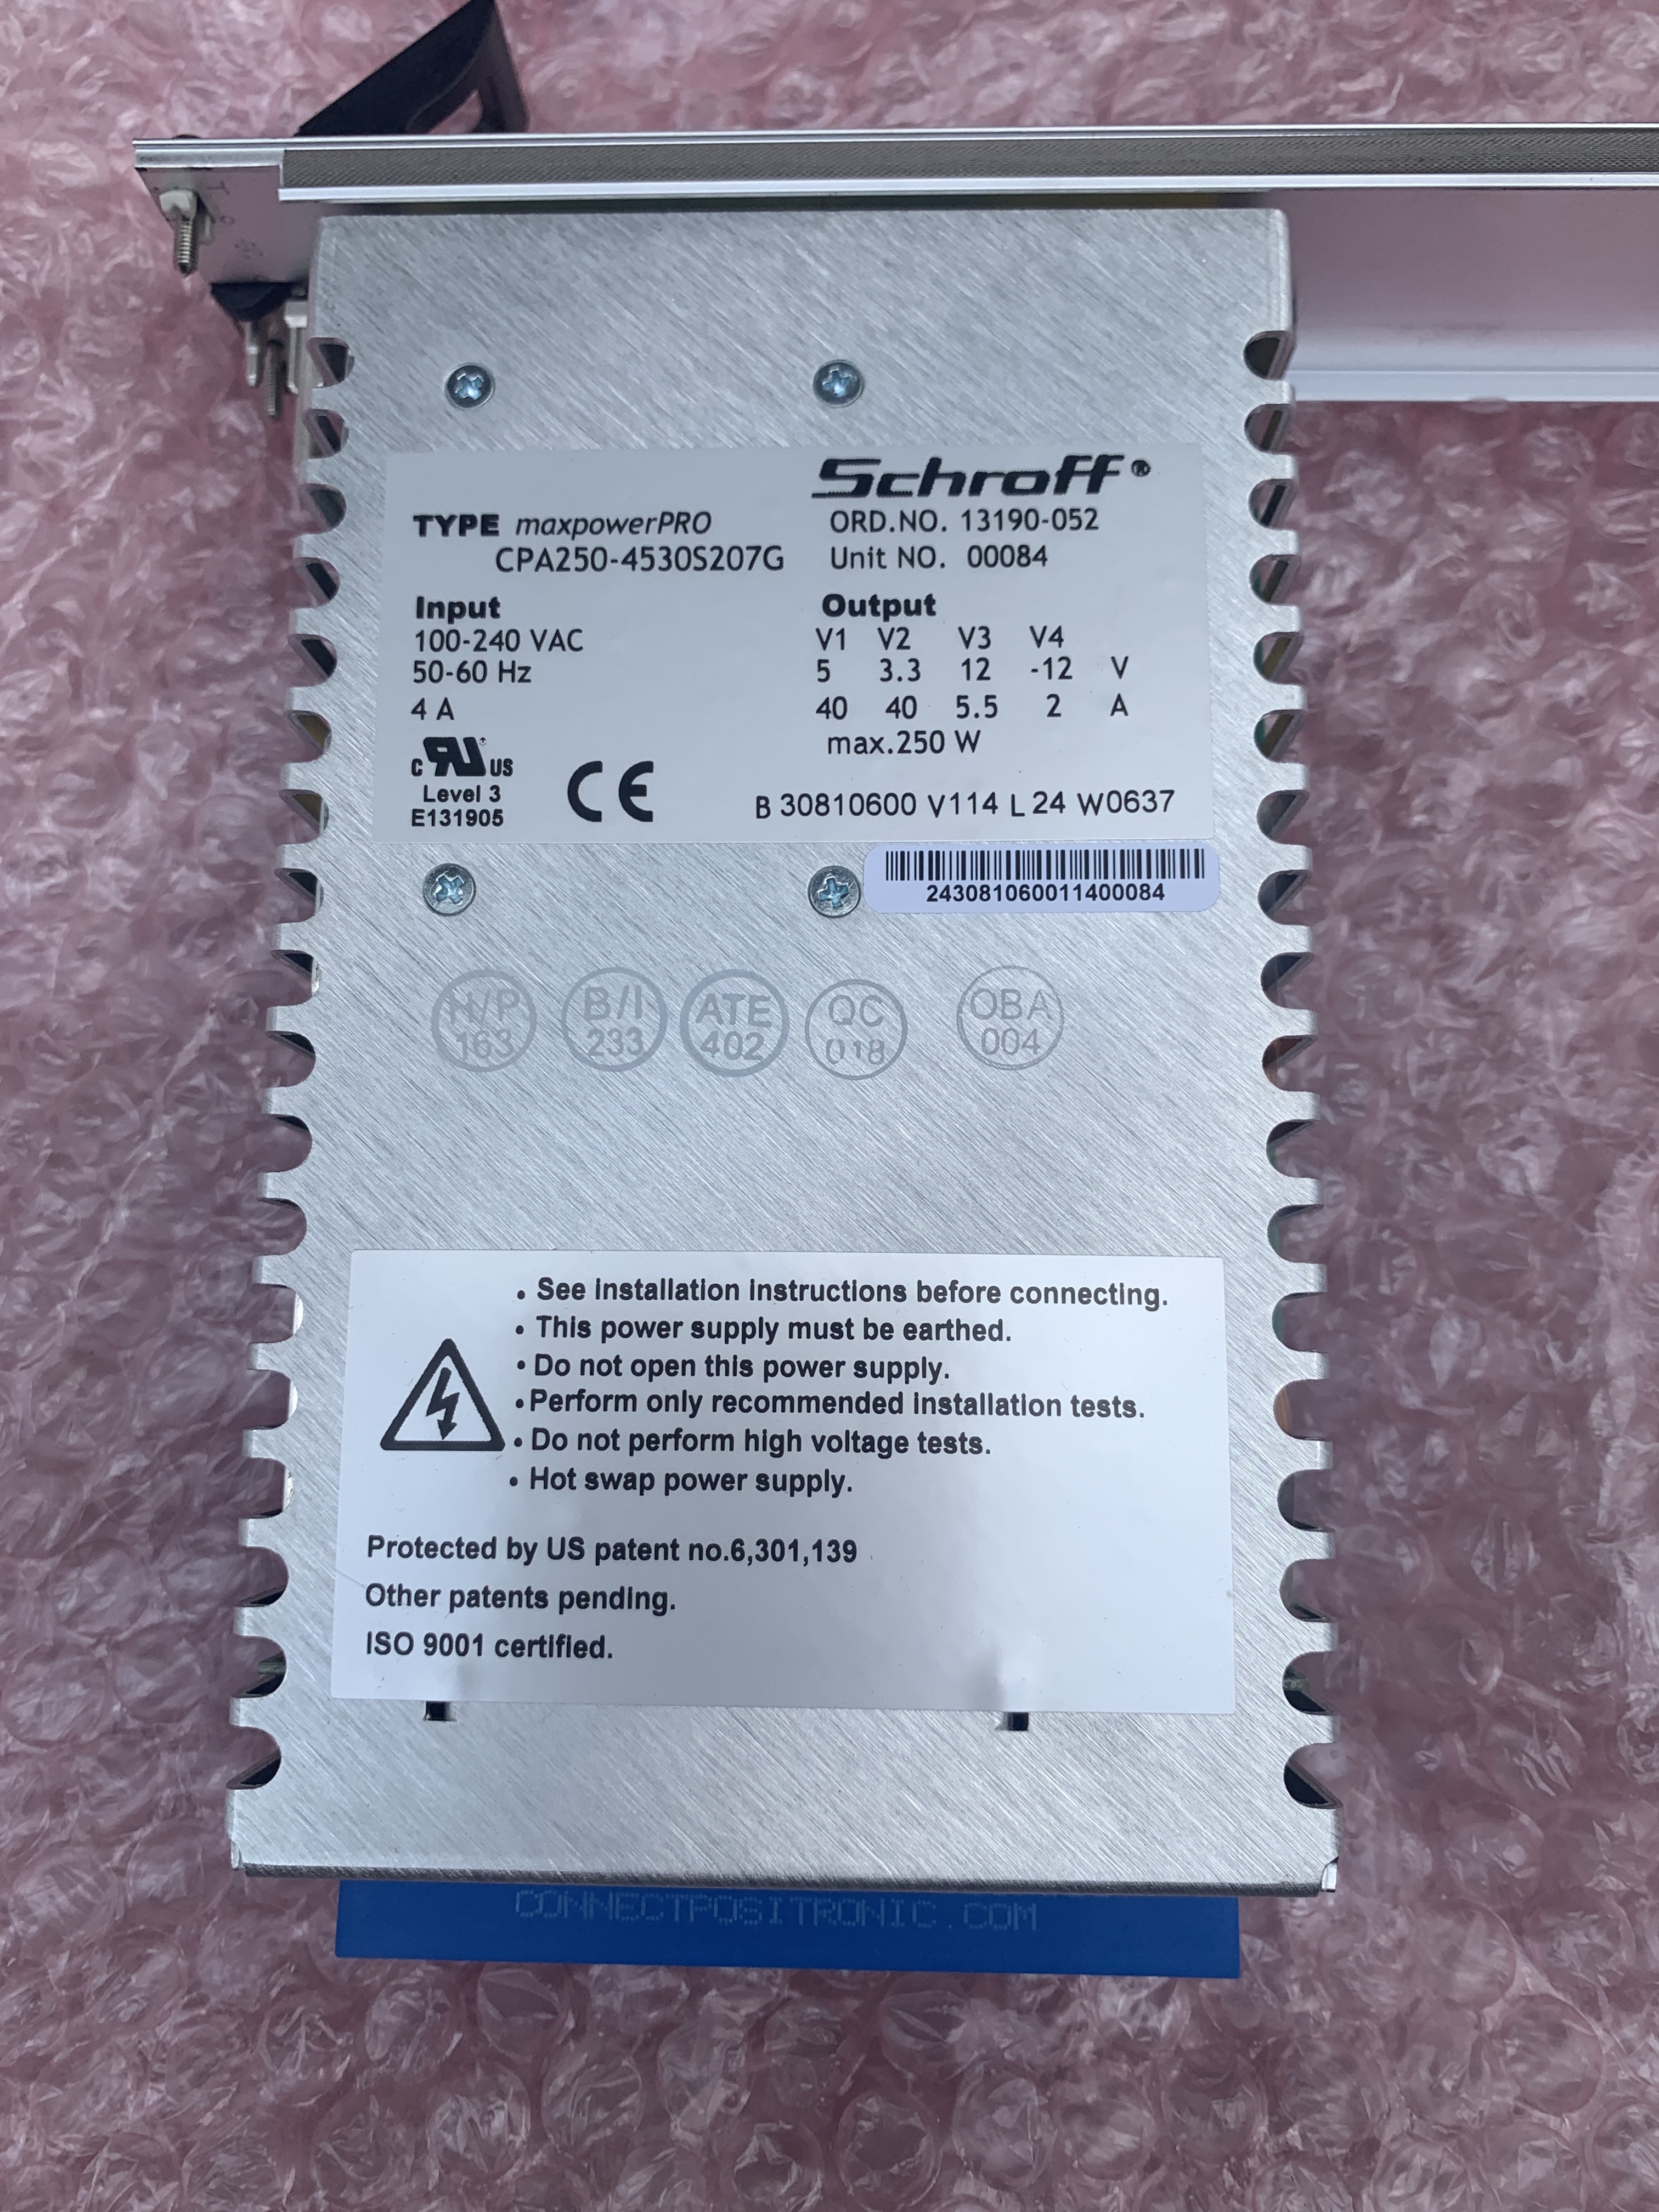 Schroff®
TYPE maxpowerPRO
CPA250-4530S207G
ORD.NO. 13190-052
Unit NO. 00084
Input
100-240 VAC
50-60 Hz
4 A
Output
V1 V2 V3 V4
5 3.3 12 -12 V
40 40 5.5 2 A
max.250 W
C RU US
Level 3
E131905
CE
B 30810600 V114 L 24 W0637
243081060011400084
H/P
163
B/I
233
ATE
402
QC
018
OBA
004
• See installation instructions before connecting.
• This power supply must be earthed.
• Do not open this power supply.
• Perform only recommended installation tests.
• Do not perform high voltage tests.
• Hot swap power supply.
Protected by US patent no.6,301,139
Other patents pending.
ISO 9001 certified.
CONNECTPOSITRONIC.COM